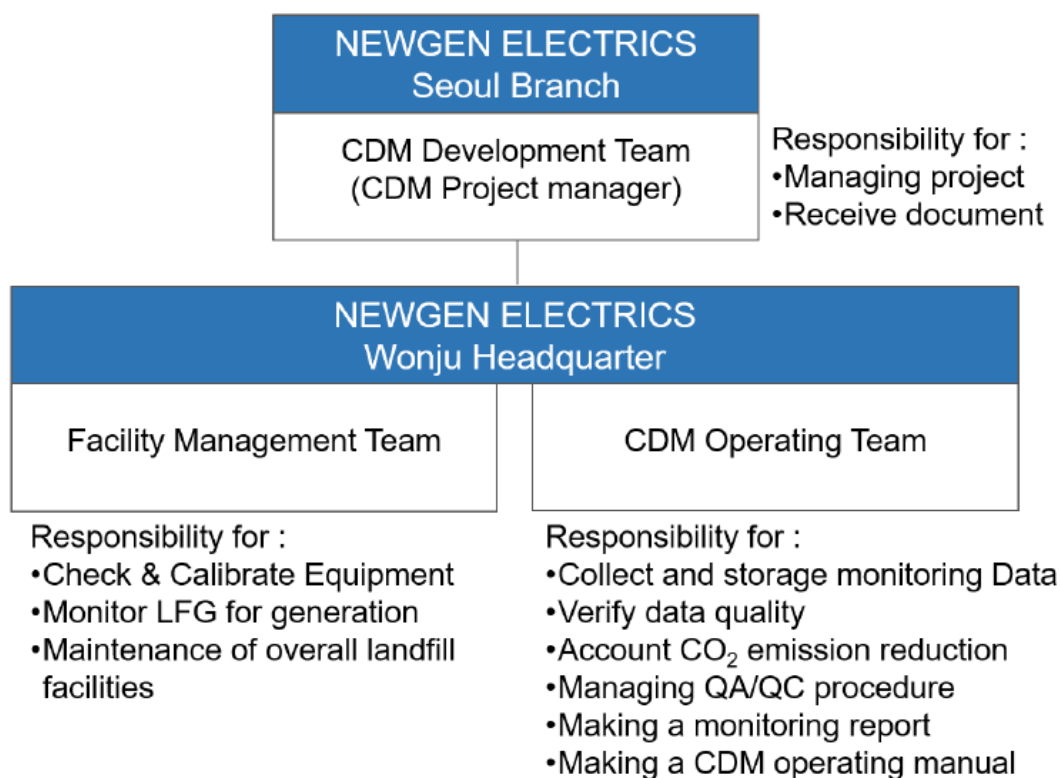 NEWGEN ELECTRICS
Seoul Branch
CDM Development Team
(CDM Project manager)
Responsibility for :
•Managing project
•Receive document
NEWGEN ELECTRICS
Wonju Headquarter
Facility Management Team
CDM Operating Team
Responsibility for :
•Check & Calibrate Equipment
•Monitor LFG for generation
•Maintenance of overall landfill
facilities
Responsibility for :
•Collect and storage monitoring Data
•Verify data quality
•Account CO₂ emission reduction
•Managing QA/QC procedure
•Making a monitoring report
•Making a CDM operating manual